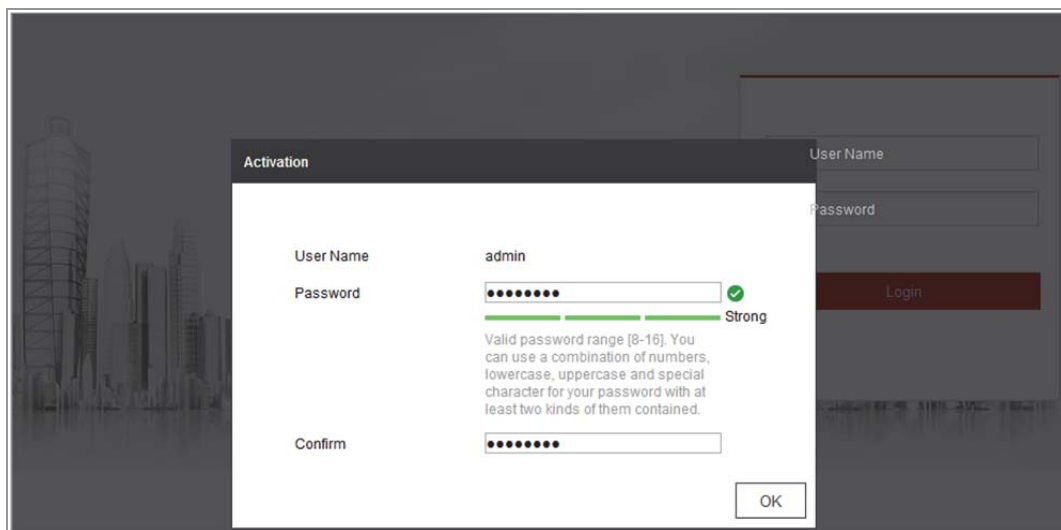 Activation
User Name
Password
Login
User Name admin
Password ••••••••
Strong
Valid password range [8-16]. You
can use a combination of numbers,
lowercase, uppercase and special
character for your password with at
least two kinds of them contained.
Confirm ••••••••
OK